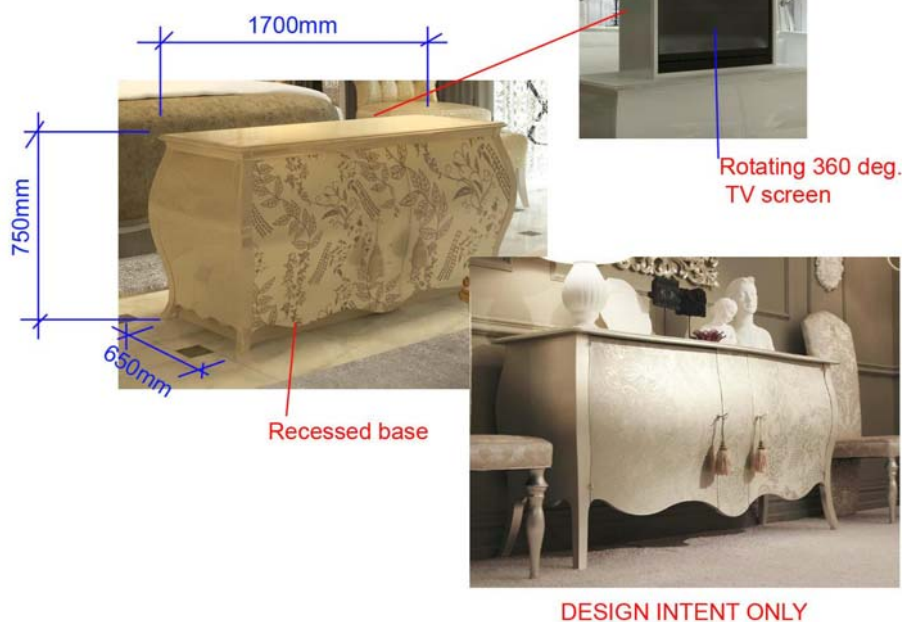 1700mm
Rotating 360 deg.
TV screen
750mm
650mm
Recessed base
DESIGN INTENT ONLY